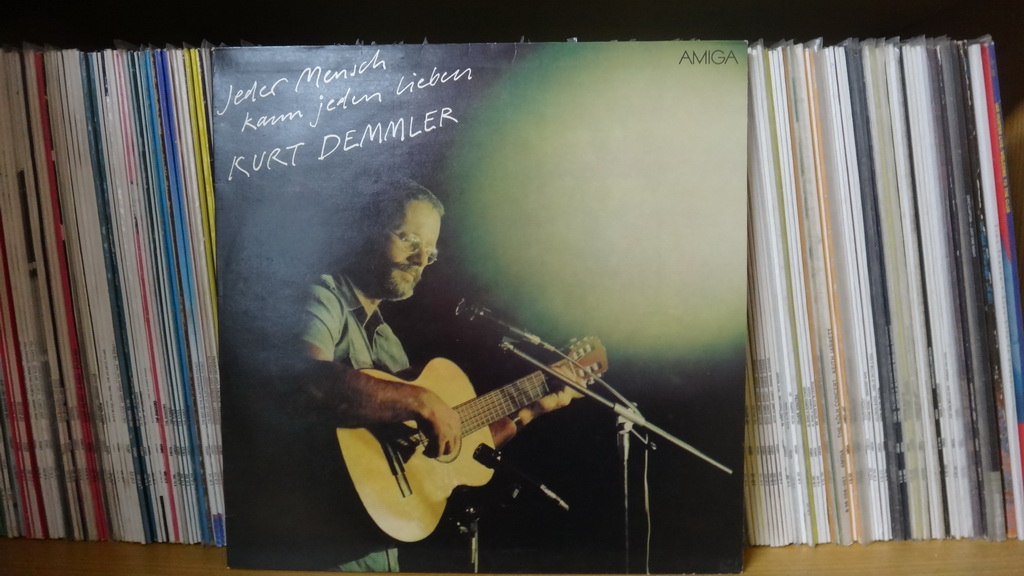 Jeder Mensch
kann jeden lieben
KURT DEMMLER
AMIGA